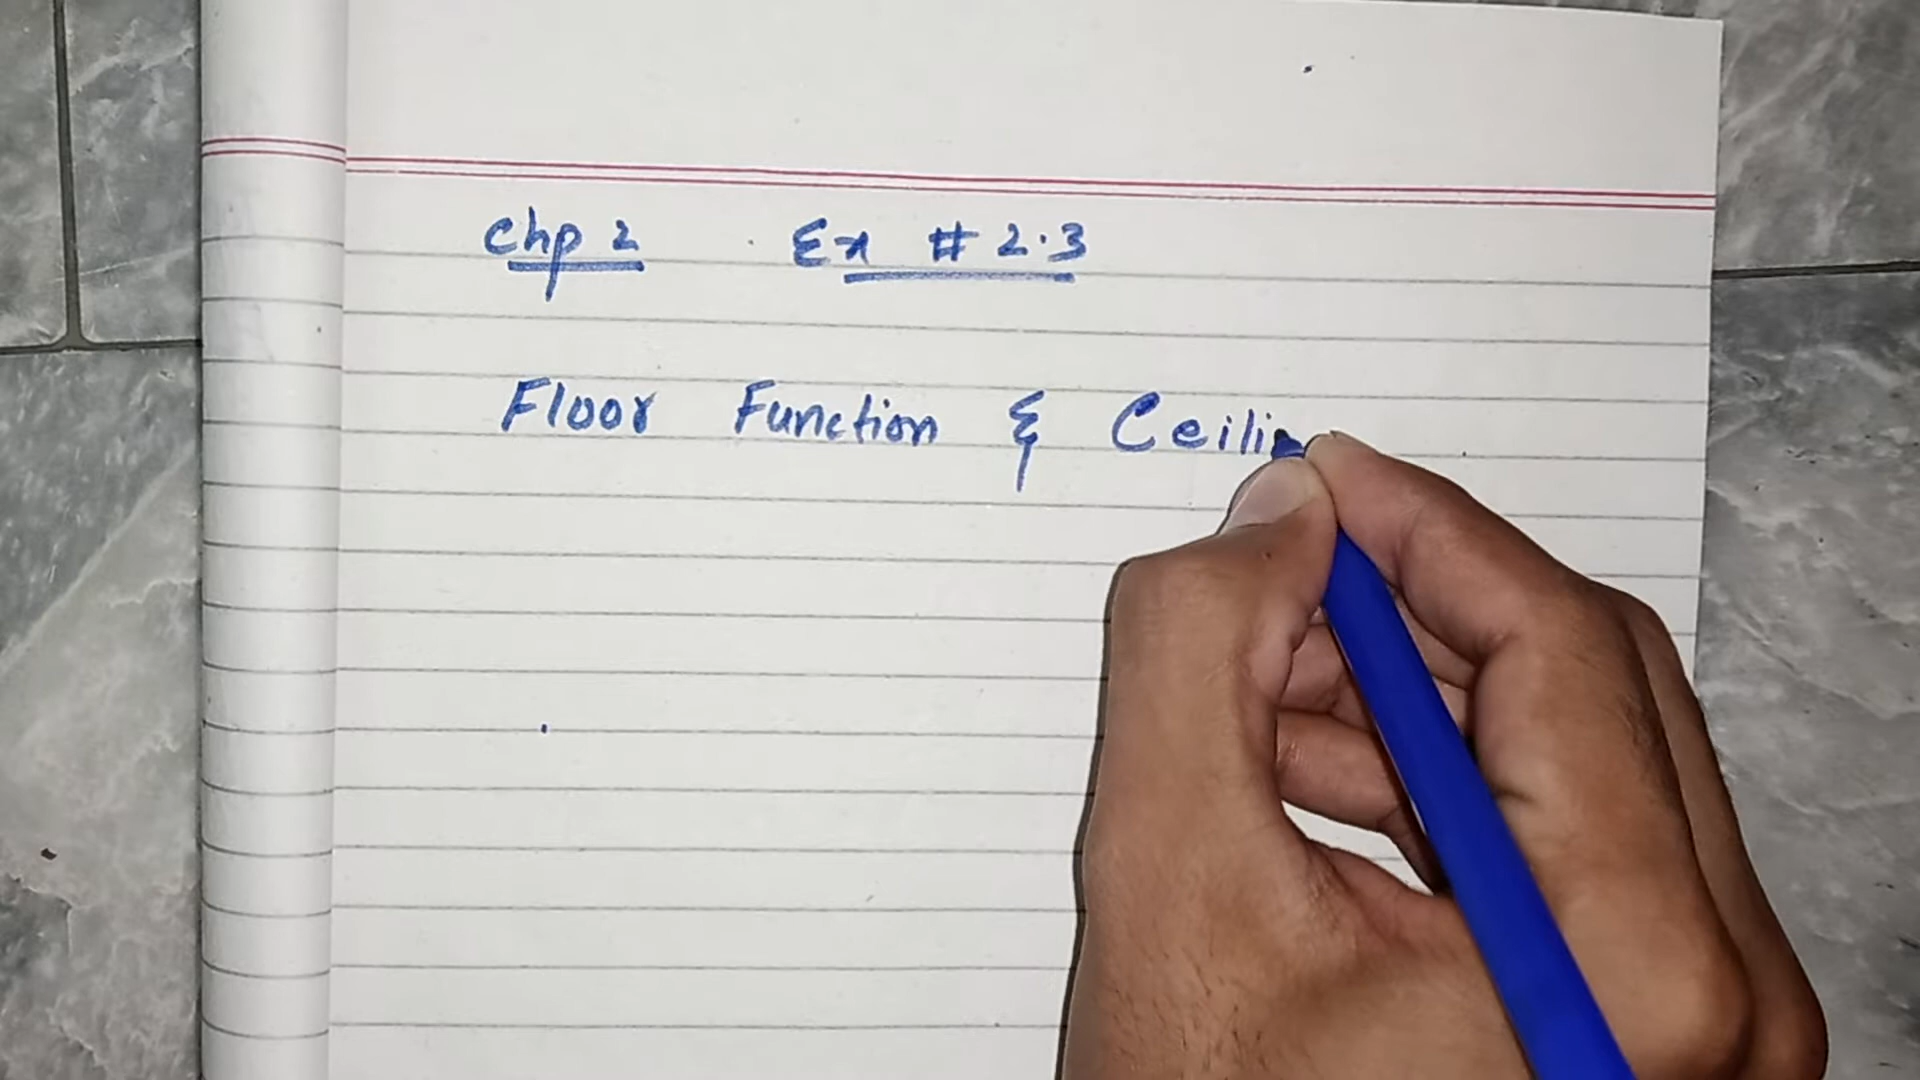 Chp 2 Ex # 2.3
Floor Function & Ceili